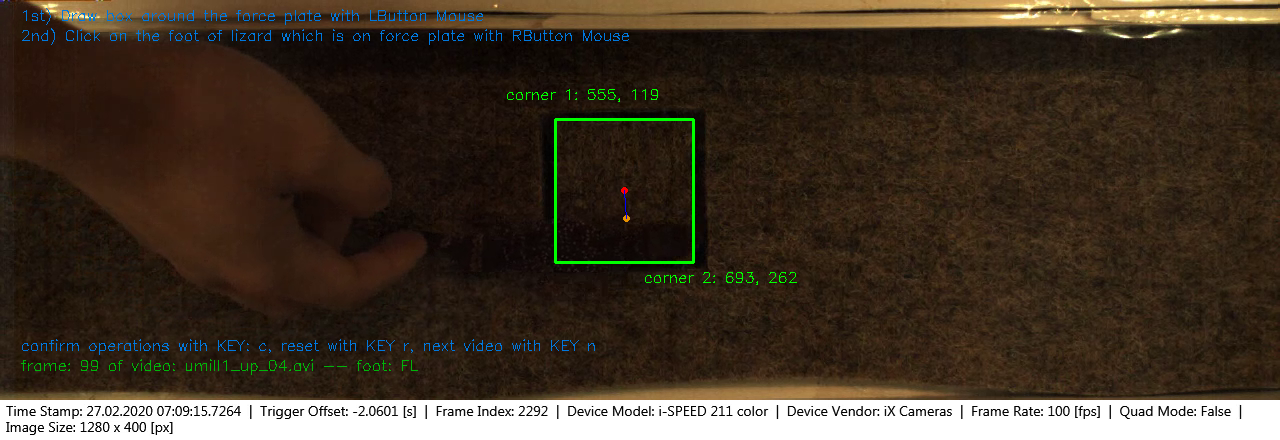 1st) Draw box around the force plate with LButton Mouse
2nd) Click on the foot of lizard which is on force plate with RButton Mouse
corner 1: 555, 119
corner 2: 693, 262
confirm operations with KEY: c, reset with KEY r, next video with KEY n
frame: 99 of video: umill1_up_04.avi -- foot: FL
Time Stamp: 27.02.2020 07:09:15.7264 | Trigger Offset: -2.0601 [s] | Frame Index: 2292 | Device Model: i-SPEED 211 color | Device Vendor: iX Cameras | Frame Rate: 100 [fps] | Quad Mode: False |
Image Size: 1280 x 400 [px]